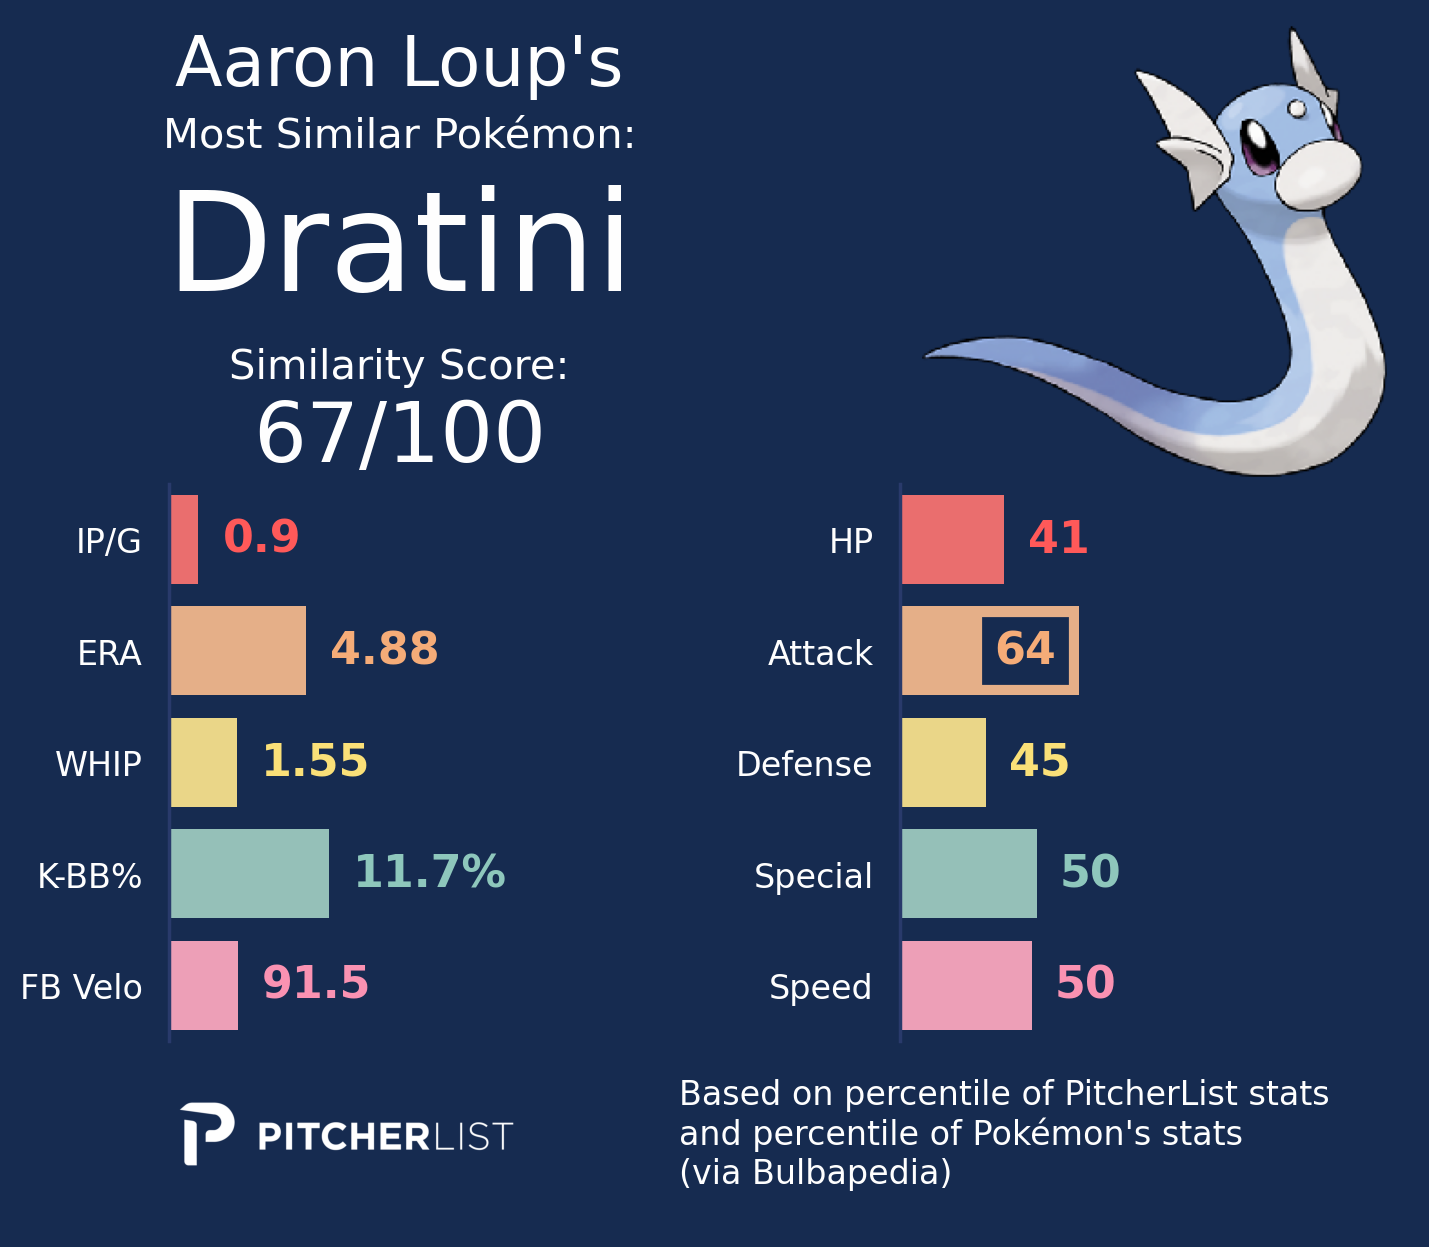 Aaron Loup's
Most Similar Pokémon:
Dratini
Similarity Score:
67/100
IP/G 0.9
ERA 4.88
WHIP 1.55
K-BB% 11.7%
FB Velo 91.5
HP 41
Attack 64
Defense 45
Special 50
Speed 50
PITCHERLIST
Based on percentile of PitcherList stats
and percentile of Pokémon's stats
(via Bulbapedia)